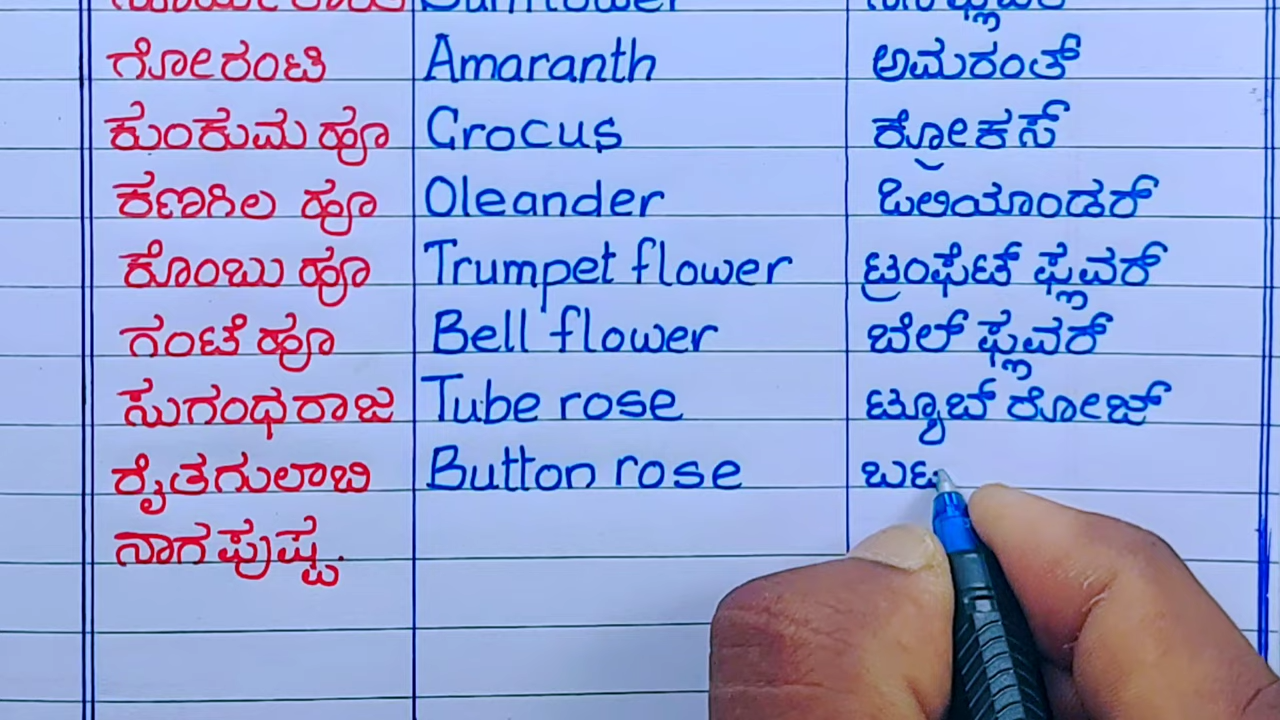 ಗೋರಂಟಿ Amaranth ಅಮರಂತ್
ಕುಂಕುಮ ಹೂ Crocus ಕ್ರೋಕಸ್
ಕಣಗಿಲ ಹೂ Oleander ಓಲಿಯಾಂಡರ್
ಕೊಂಬು ಹೂ Trumpet flower ಟ್ರಂಫೆಟ್ ಫ್ಲವರ್
ಗಂಟೆ ಹೂ Bell flower ಬೆಲ್ ಫ್ಲವರ್
ಸುಗಂಧರಾಜ Tube rose ಟ್ಯೂಬ್ ರೋಜ್
ರೈತಗುಲಾಬಿ Button rose ಬಟ
ನಾಗಪುಷ್ಪ